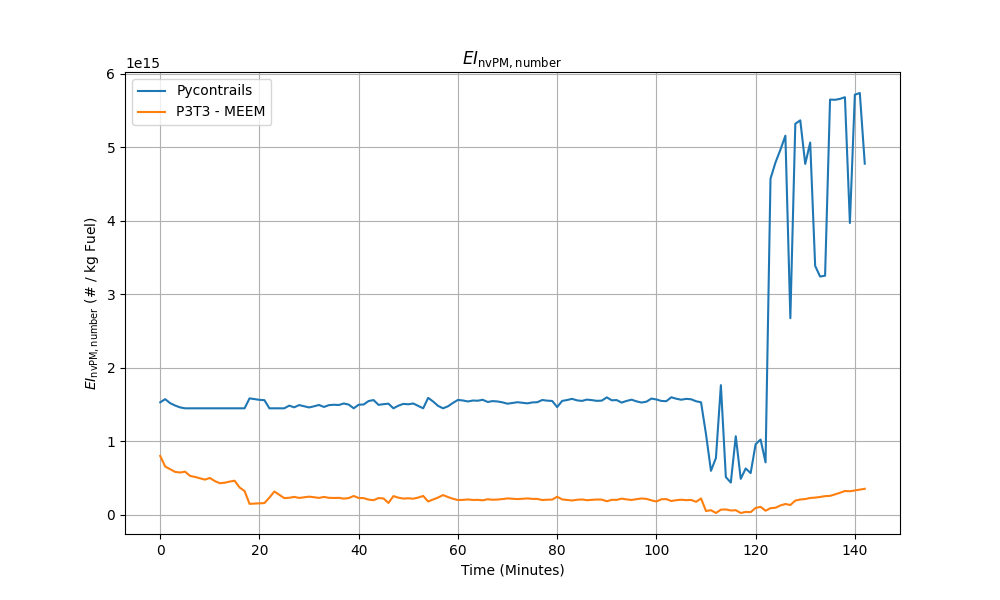 EI_nvPM, number
1e15
Pycontrails
P3T3 - MEEM
6
5
4
3
2
1
0
EI_nvPM, number (# / kg Fuel)
0 20 40 60 80 100 120 140
Time (Minutes)